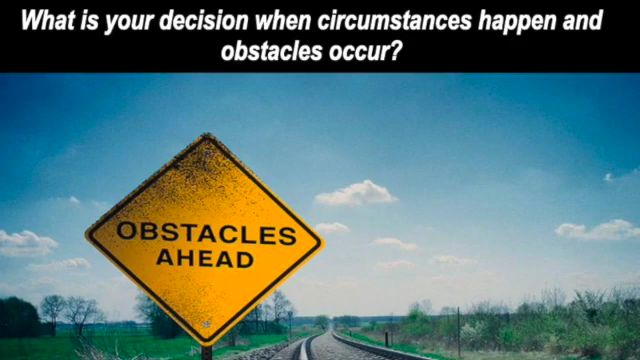 What is your decision when circumstances happen and
obstacles occur?
OBSTACLES
AHEAD